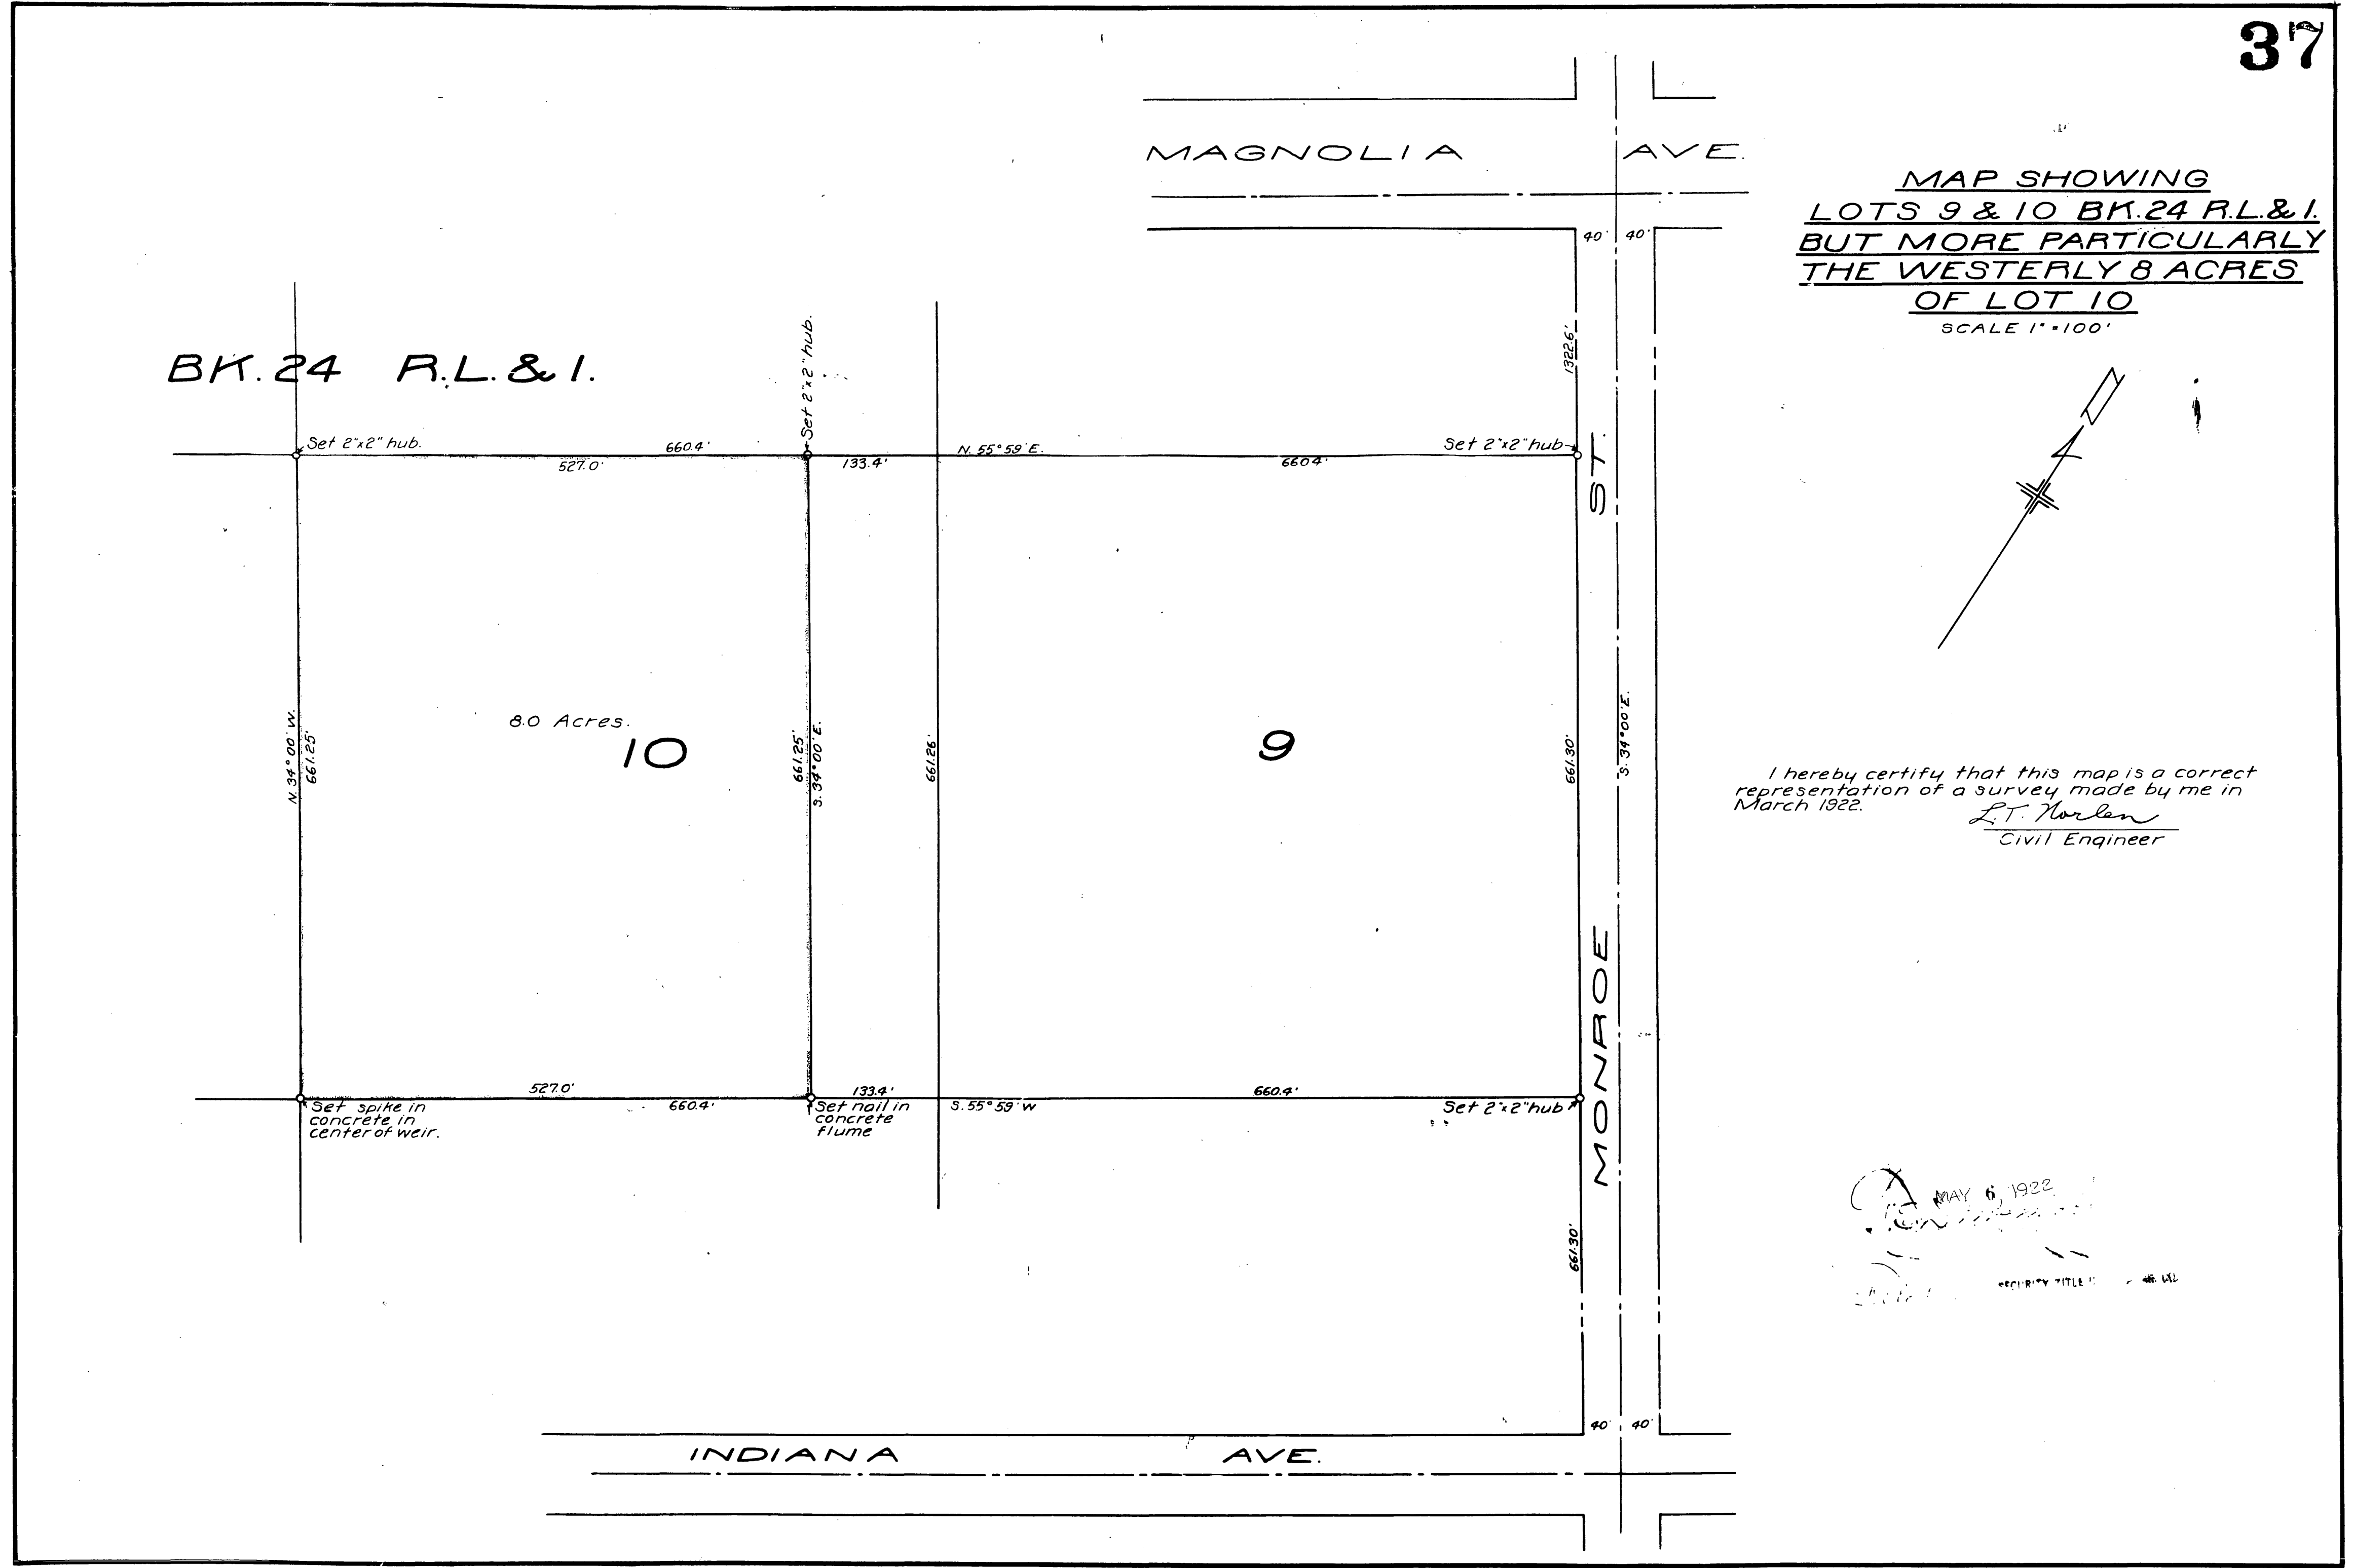 37
MAGNOLIA AVE.
MAP SHOWING
LOTS 9 & 10 BK.24 R.L.& I.
BUT MORE PARTICULARLY
THE WESTERLY 8 ACRES
OF LOT 10
SCALE 1"=100'
40' 40'
1322.6'
BK. 24 R.L. & I.
Set 2"x2" hub.
Set 2"x2" hub.
660.4'
527.0'
133.4'
N. 55°59' E.
660.4'
Set 2"x2" hub
ST.
N. 34°00' W.
661.25'
8.0 Acres.
10
661.25'
S. 34°00' E.
661.26'
9
661.30'
S. 34°00' E.
I hereby certify that this map is a correct
representation of a survey made by me in
March 1922.
L.T. Norlen
Civil Engineer
MONROE
527.0'
660.4'
133.4'
S. 55°59' W
660.4'
Set 2"x2" hub
Set spike in
concrete in
center of weir.
Set nail in
concrete
flume
661.30'
MAY 6, 1922
SECURITY TITLE
40' 40'
INDIANA AVE.